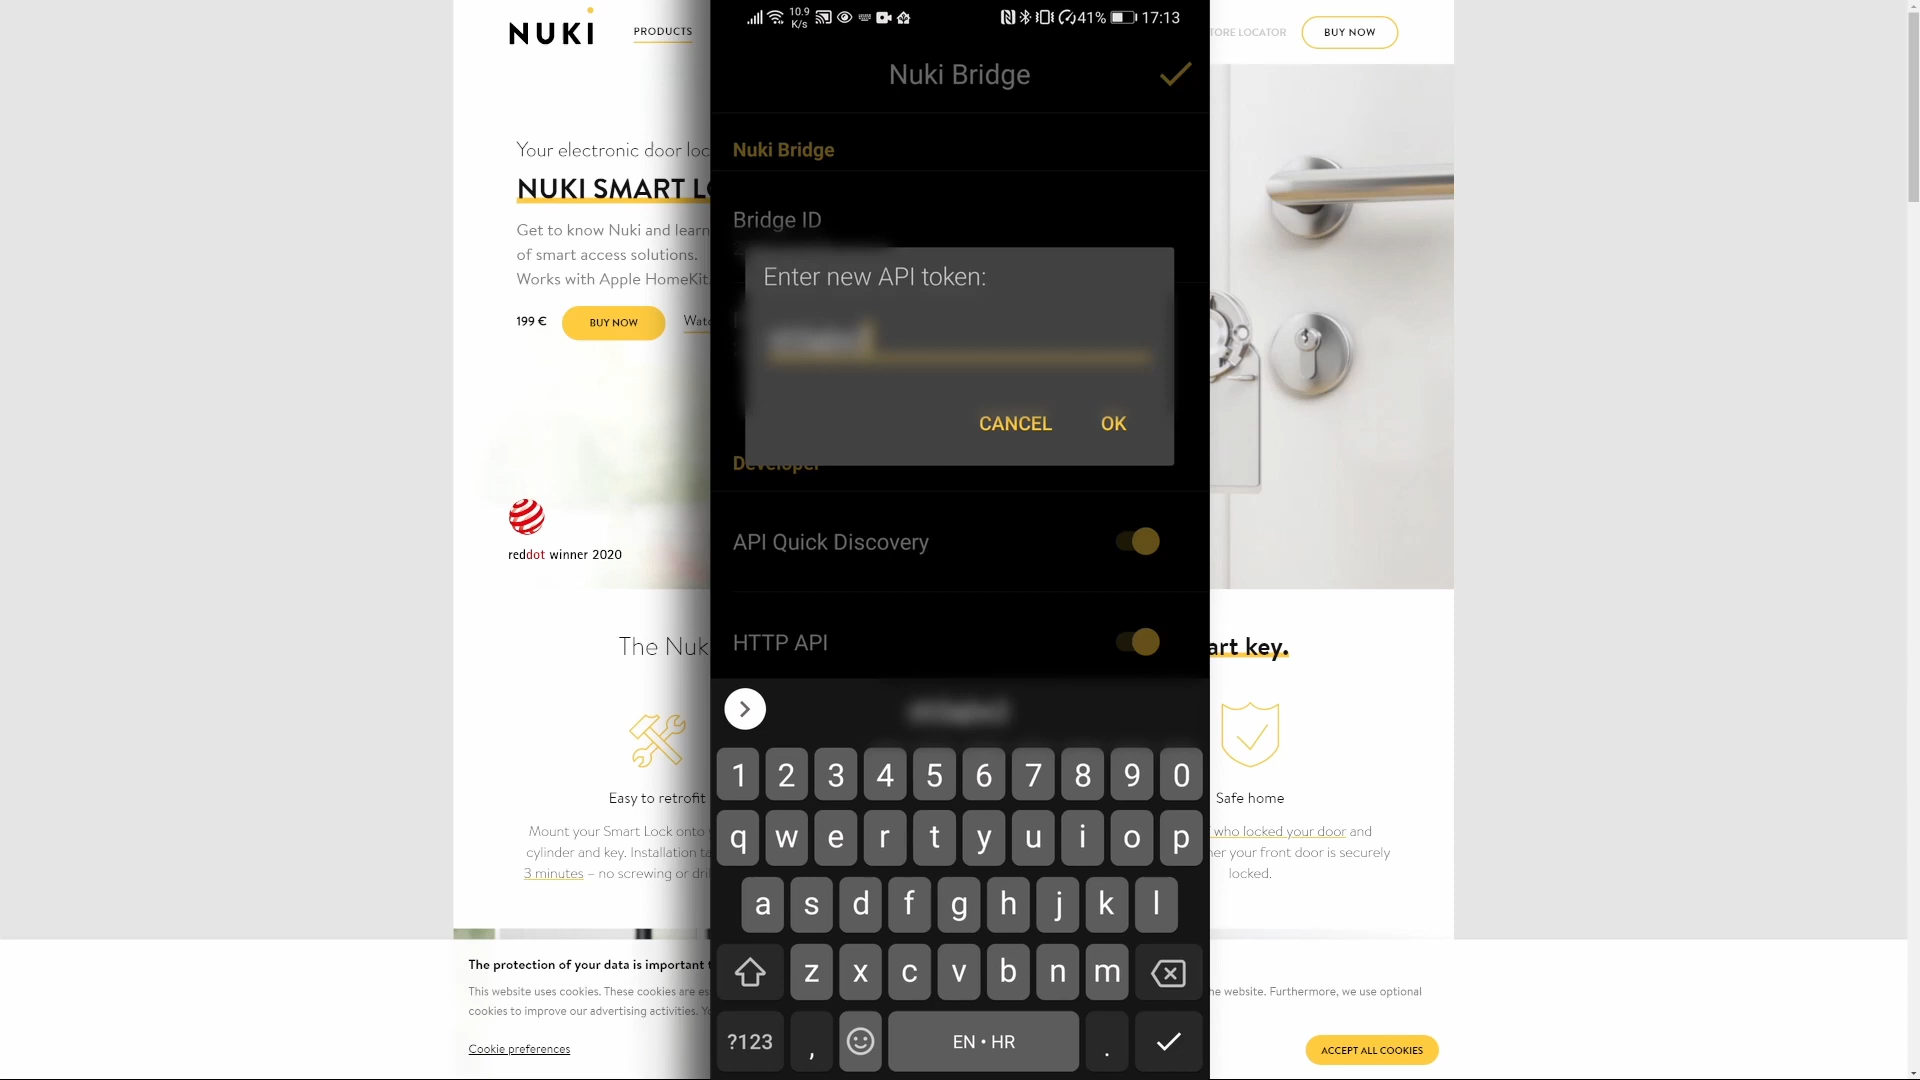 NUKI
PRODUCTS
TORE LOCATOR
BUY NOW
Your electronic door loc
NUKI SMART L
Get to know Nuki and learn
of smart access solutions.
Works with Apple HomeKit
199 €
BUY NOW
Watc
reddot winner 2020
The Nuk
art key.
Easy to retrofit
Mount your Smart Lock onto
cylinder and key. Installation ta
3 minutes – no screwing or dri
Safe home
who locked your door and
her your front door is securely
locked.
The protection of your data is important
This website uses cookies. These cookies are es
he website. Furthermore, we use optional
cookies to improve our advertising activities. Yo
Cookie preferences
ACCEPT ALL COOKIES
10.9
K/s
41%
17:13
Nuki Bridge
Nuki Bridge
Bridge ID
Enter new API token:
CANCEL
OK
Developer
API Quick Discovery
HTTP API
1 2 3 4 5 6 7 8 9 0
q w e r t y u i o p
a s d f g h j k l
z x c v b n m
?123 , EN • HR .